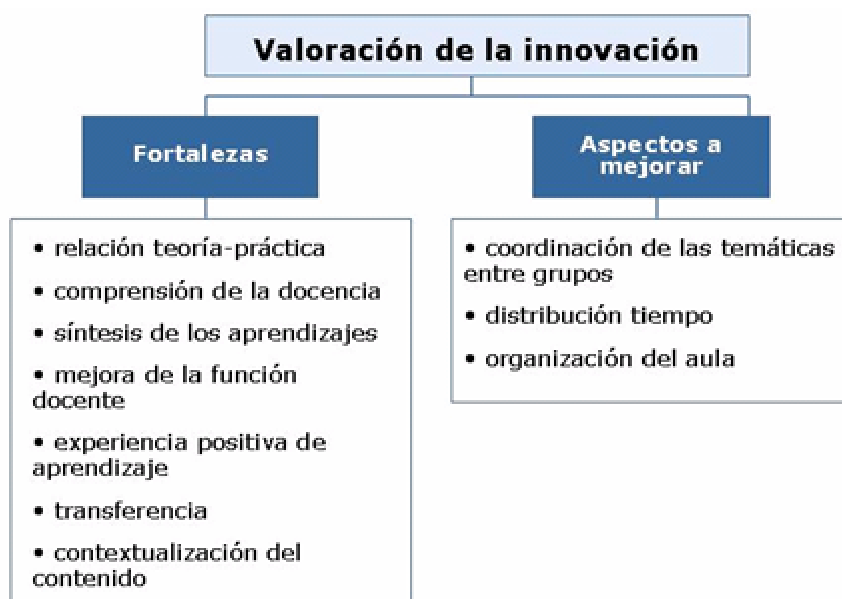 Valoración de la innovación
Fortalezas
• relación teoría-práctica
• comprensión de la docencia
• síntesis de los aprendizajes
• mejora de la función
docente
• experiencia positiva de
aprendizaje
• transferencia
• contextualización del
contenido
Aspectos a
mejorar
• coordinación de las temáticas
entre grupos
• distribución tiempo
• organización del aula